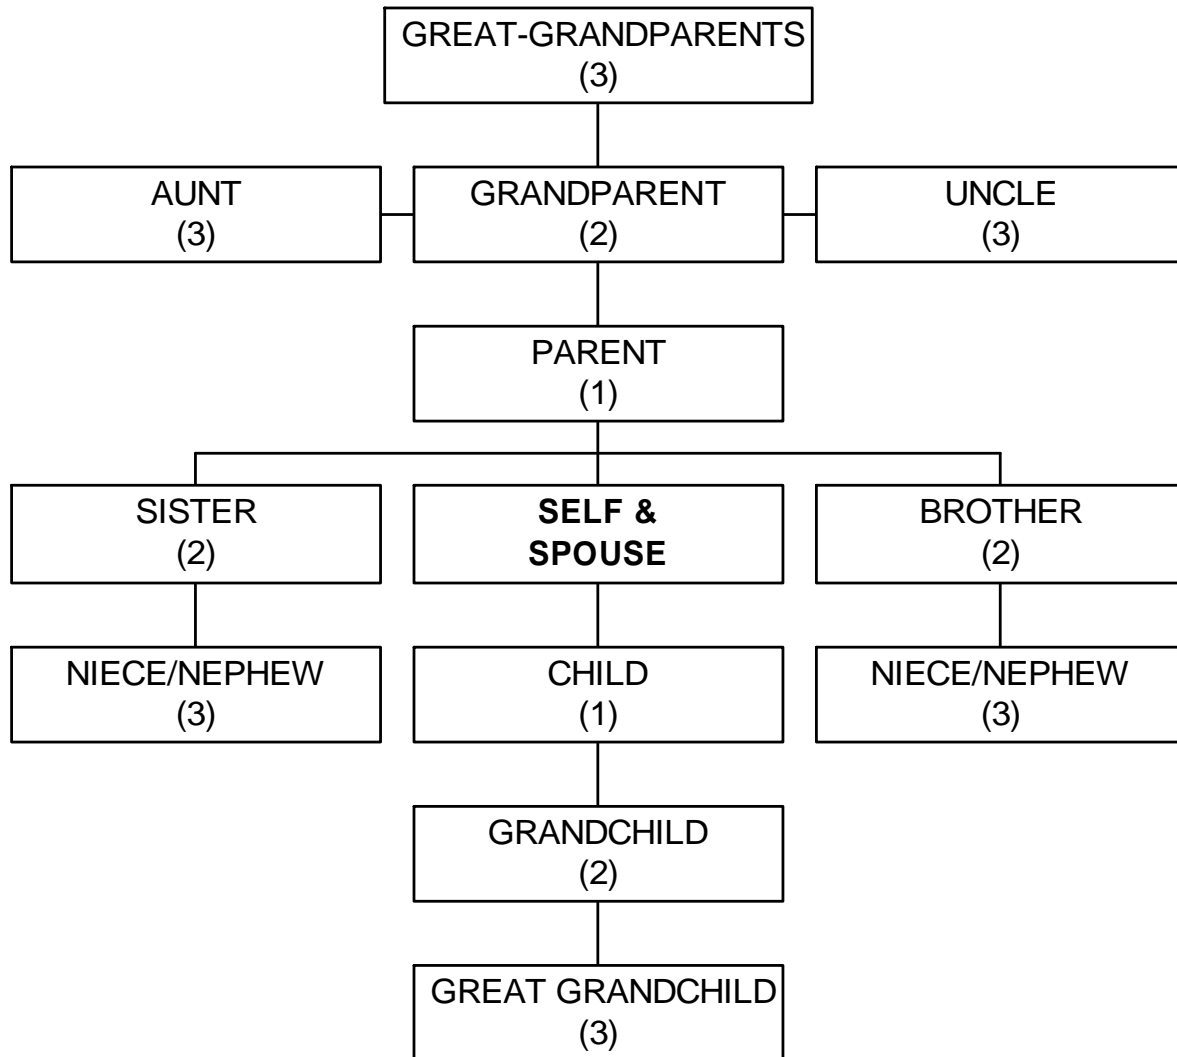 GREAT-GRANDPARENTS
(3)
AUNT
(3)
GRANDPARENT
(2)
UNCLE
(3)
PARENT
(1)
SISTER
(2)
SELF &
SPOUSE
BROTHER
(2)
NIECE/NEPHEW
(3)
CHILD
(1)
NIECE/NEPHEW
(3)
GRANDCHILD
(2)
GREAT GRANDCHILD
(3)